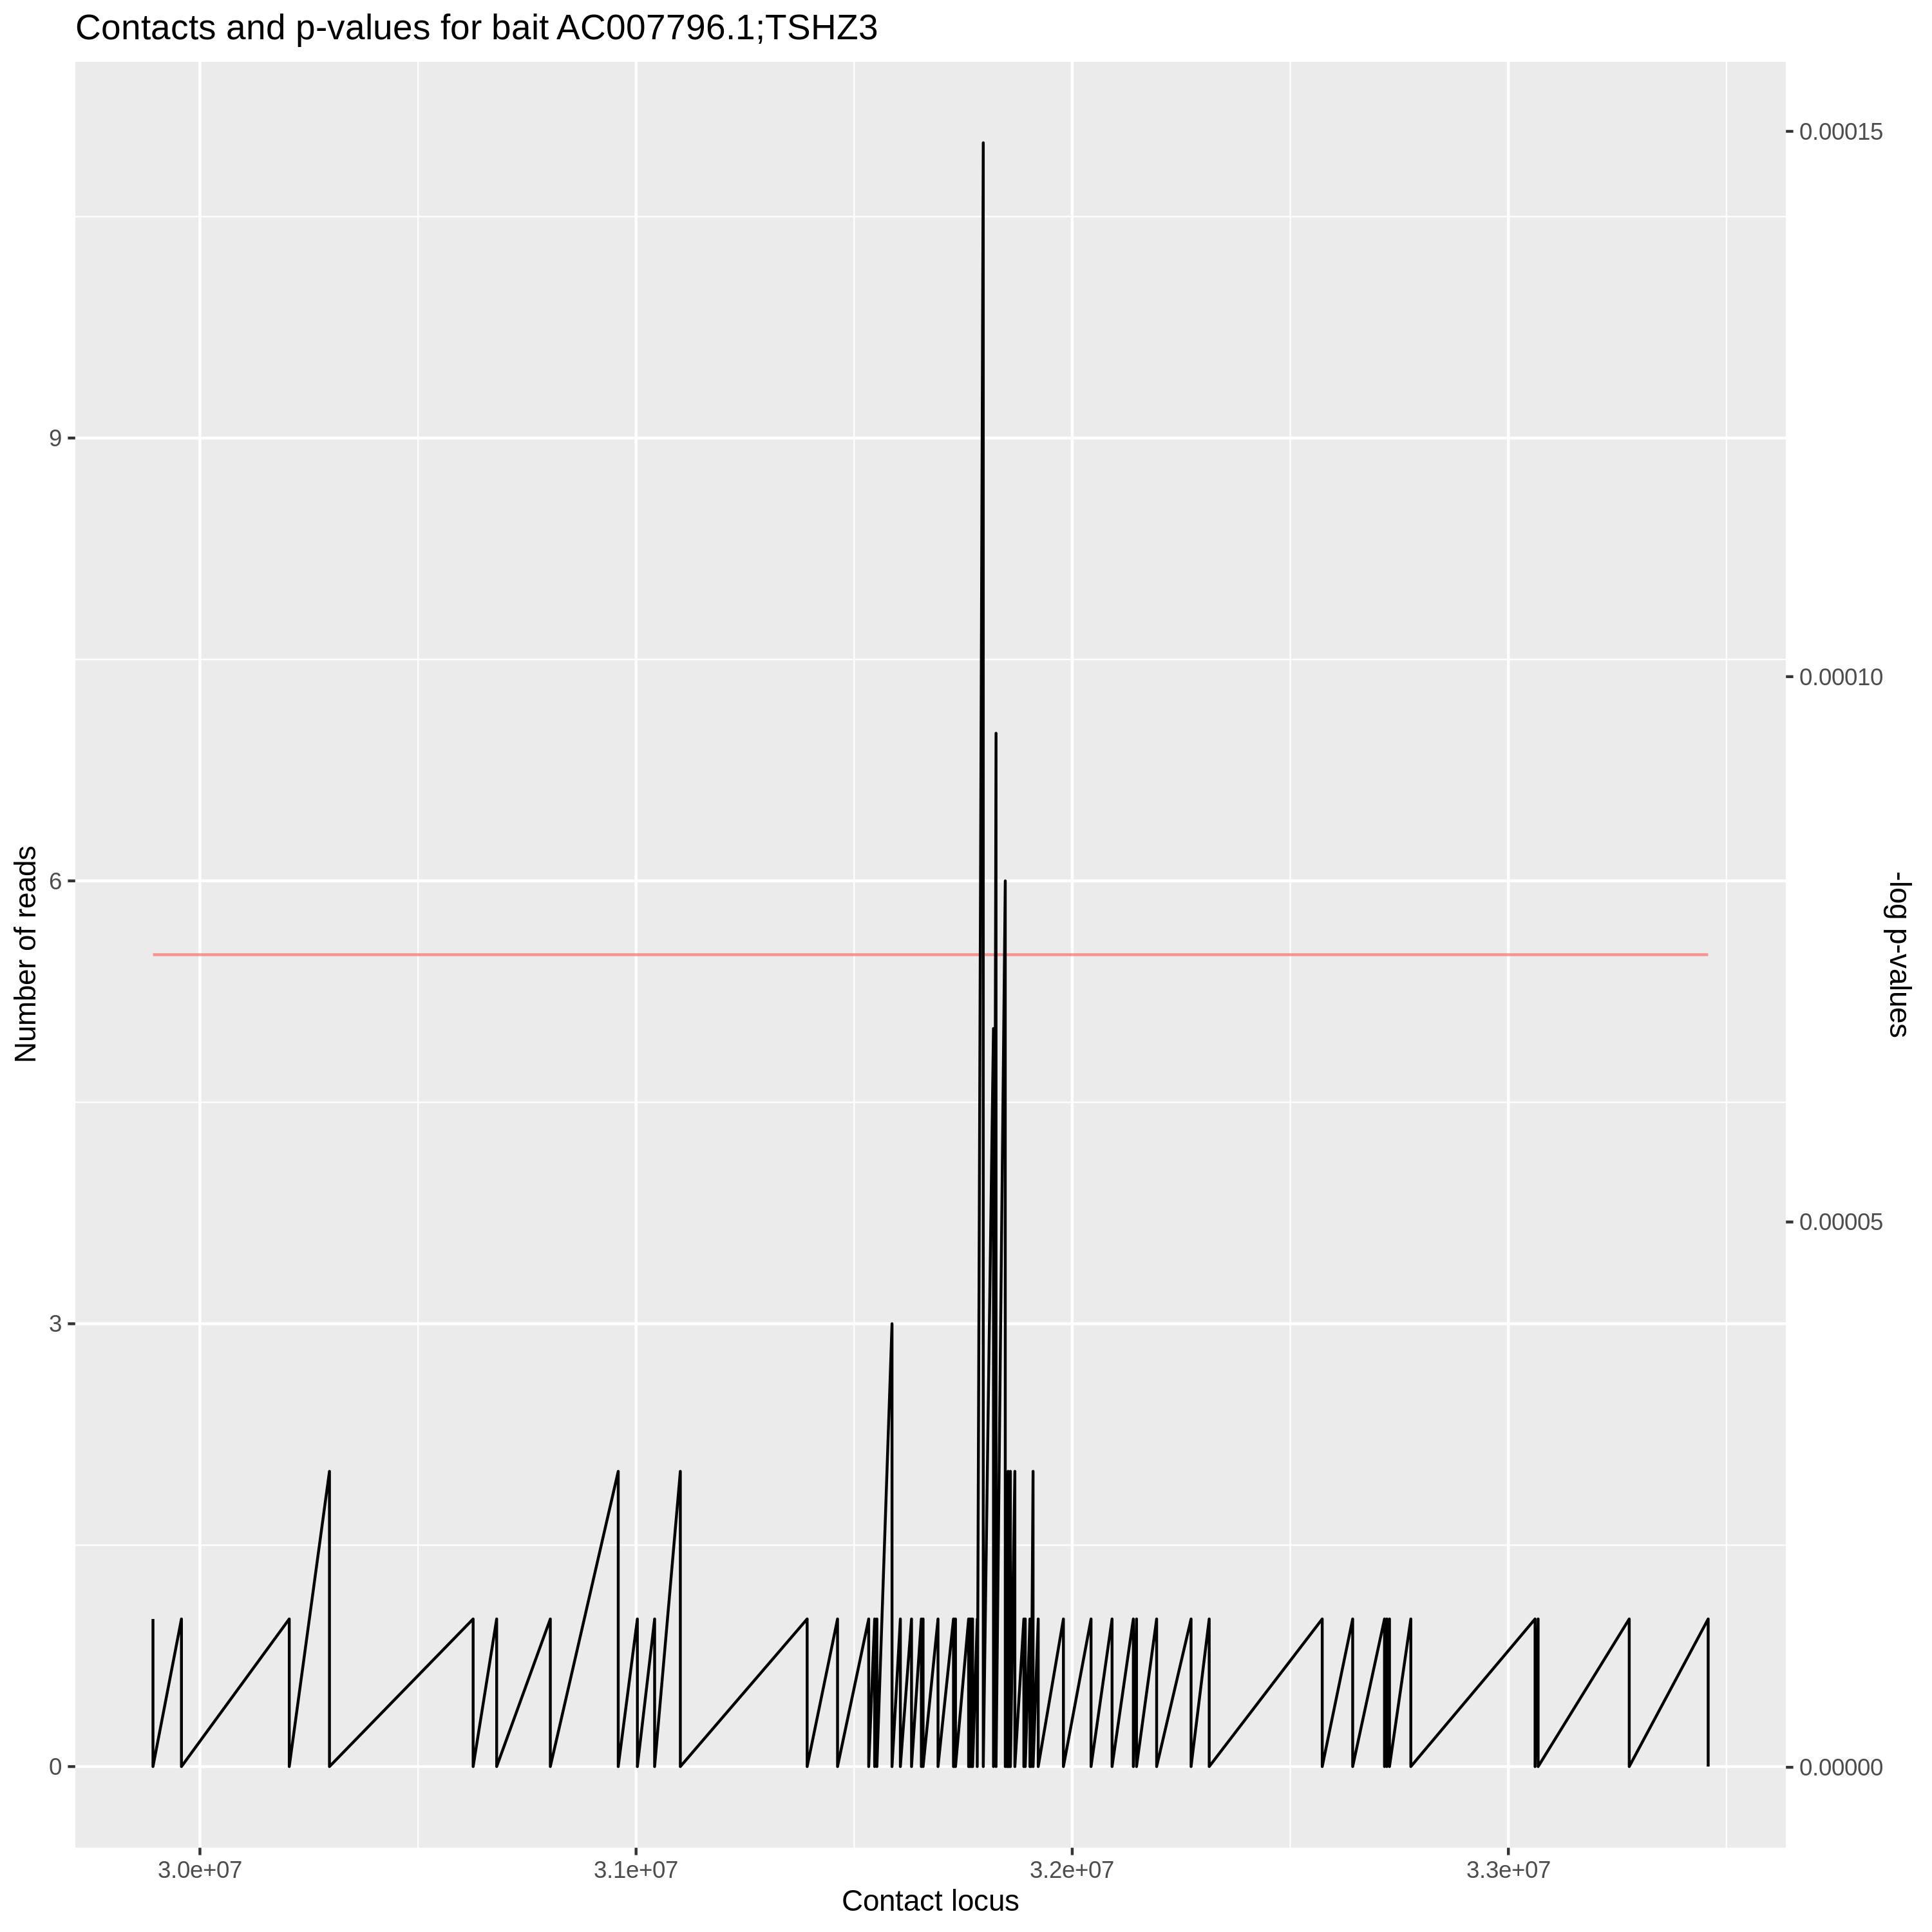 Contacts and p-values for bait AC007796.1;TSHZ3
Number of reads
9
6
3
0
0.00015
0.00010
0.00005
0.00000
-log p-values
3.0e+07
3.1e+07
3.2e+07
3.3e+07
Contact locus